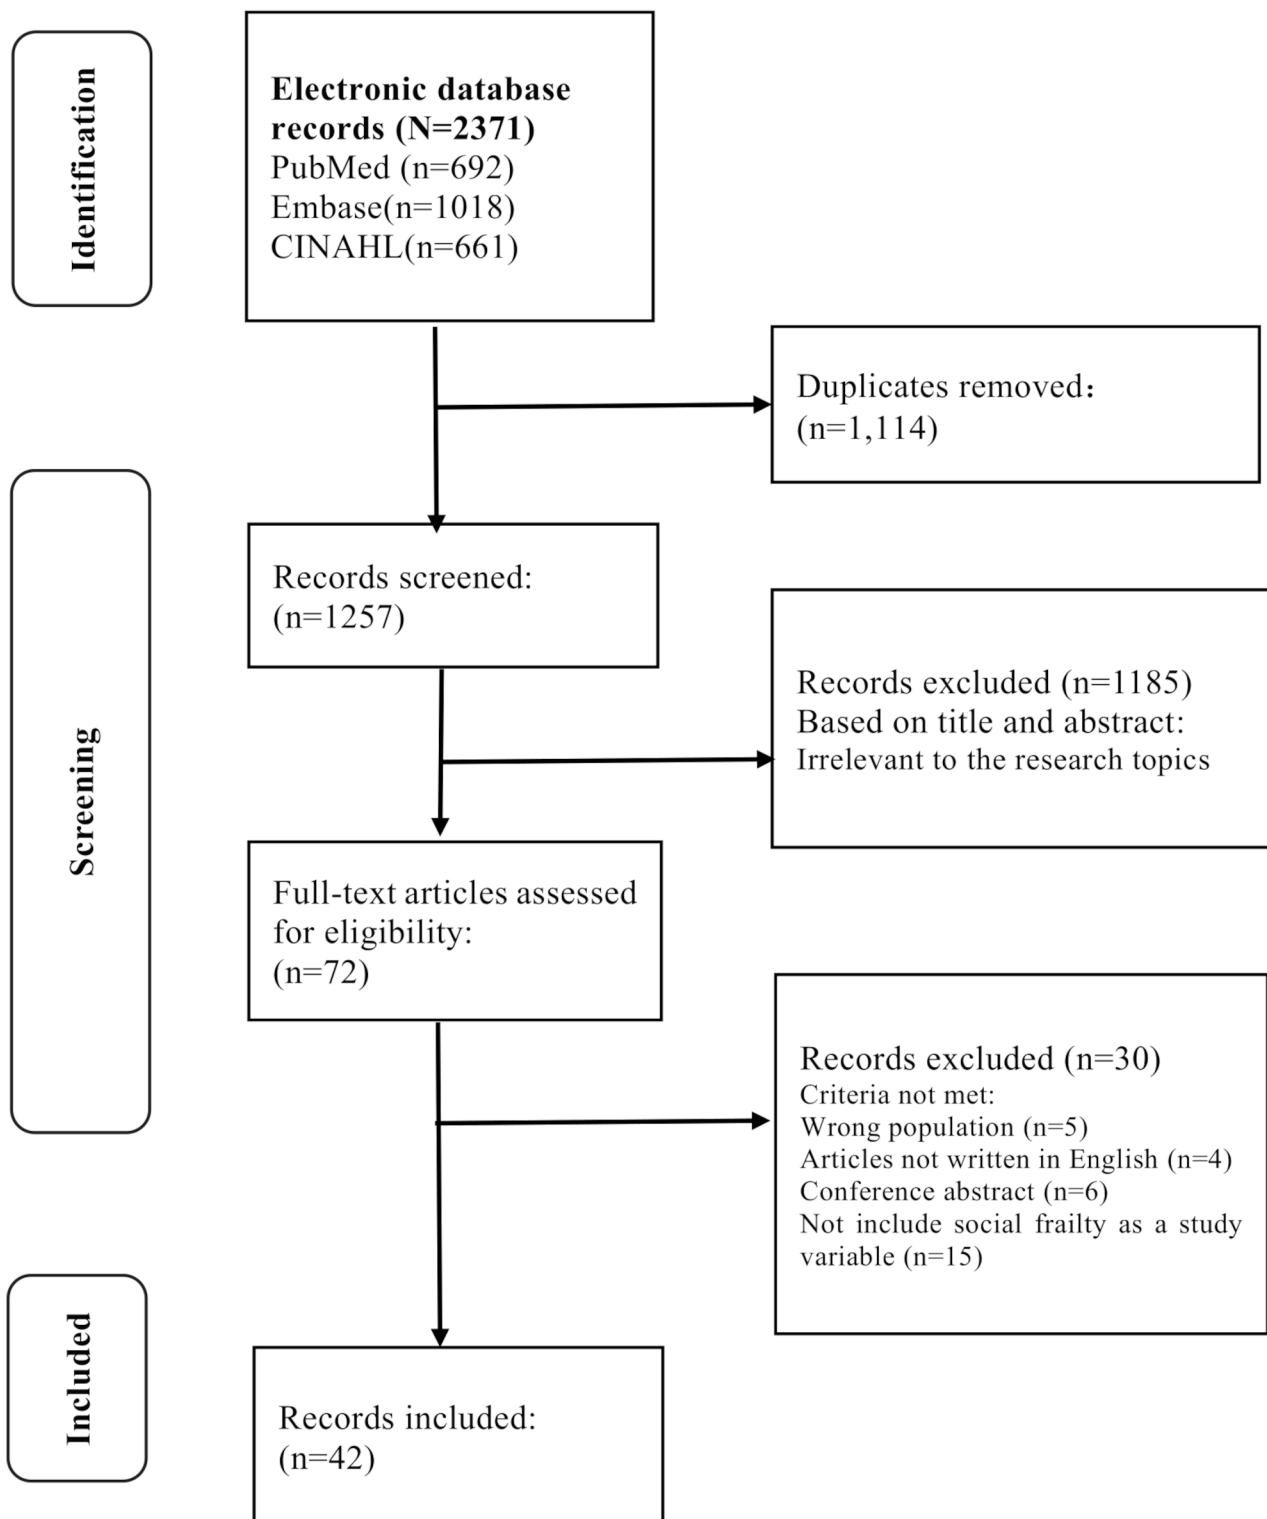 Identification
Electronic database
records (N=2371)
PubMed (n=692)
Embase(n=1018)
CINAHL(n=661)
Duplicates removed：
(n=1,114)
Screening
Records screened:
(n=1257)
Records excluded (n=1185)
Based on title and abstract:
Irrelevant to the research topics
Full-text articles assessed
for eligibility:
(n=72)
Records excluded (n=30)
Criteria not met:
Wrong population (n=5)
Articles not written in English (n=4)
Conference abstract (n=6)
Not include social frailty as a study
variable (n=15)
Included
Records included:
(n=42)